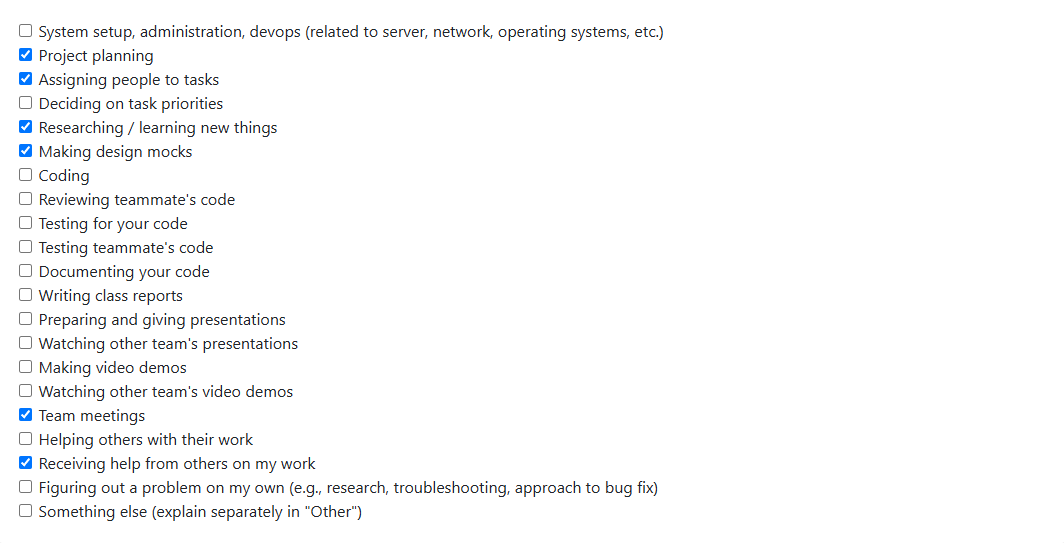 System setup, administration, devops (related to server, network, operating systems, etc.)
Project planning
Assigning people to tasks
Deciding on task priorities
Researching / learning new things
Making design mocks
Coding
Reviewing teammate's code
Testing for your code
Testing teammate's code
Documenting your code
Writing class reports
Preparing and giving presentations
Watching other team's presentations
Making video demos
Watching other team's video demos
Team meetings
Helping others with their work
Receiving help from others on my work
Figuring out a problem on my own (e.g., research, troubleshooting, approach to bug fix)
Something else (explain separately in "Other")